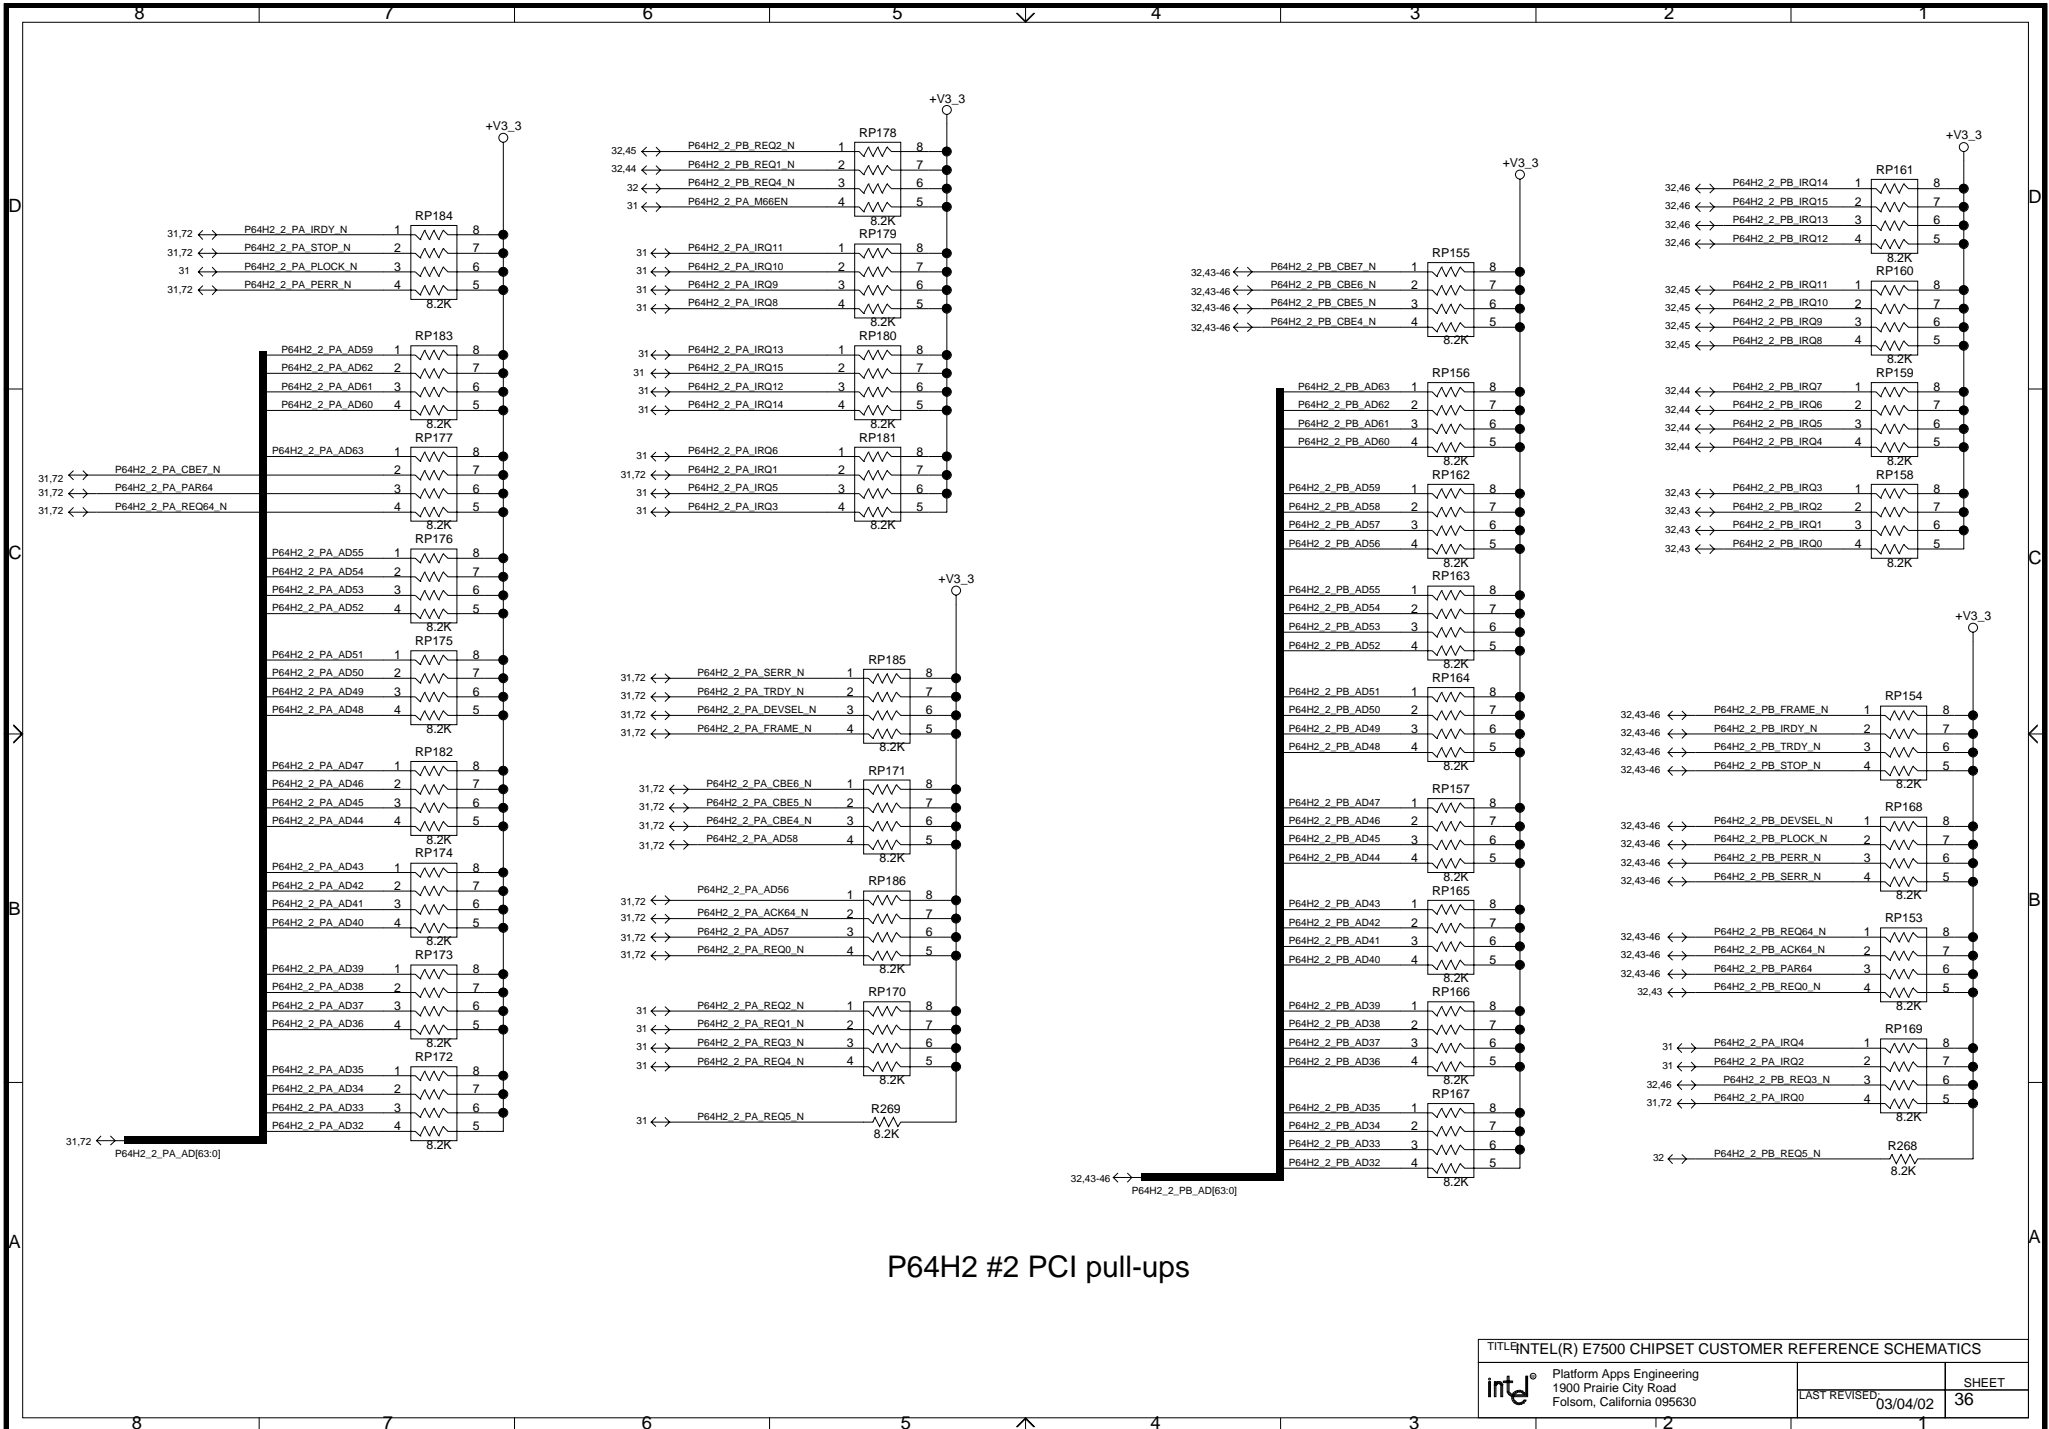 8 7 6 5 4 3 2 1
+V3_3
RP184
31,72 P64H2_2_PA_IRDY_N 1 8
31,72 P64H2_2_PA_STOP_N 2 7
31 P64H2_2_PA_PLOCK_N 3 6
31,72 P64H2_2_PA_PERR_N 4 5
8.2K
RP183
P64H2_2_PA_AD59 1 8
P64H2_2_PA_AD62 2 7
P64H2_2_PA_AD61 3 6
P64H2_2_PA_AD60 4 5
8.2K
RP177
P64H2_2_PA_AD63 1 8
31,72 P64H2_2_PA_CBE7_N 2 7
31,72 P64H2_2_PA_PAR64 3 6
31,72 P64H2_2_PA_REQ64_N 4 5
8.2K
RP176
P64H2_2_PA_AD55 1 8
P64H2_2_PA_AD54 2 7
P64H2_2_PA_AD53 3 6
P64H2_2_PA_AD52 4 5
8.2K
RP175
P64H2_2_PA_AD51 1 8
P64H2_2_PA_AD50 2 7
P64H2_2_PA_AD49 3 6
P64H2_2_PA_AD48 4 5
8.2K
RP182
P64H2_2_PA_AD47 1 8
P64H2_2_PA_AD46 2 7
P64H2_2_PA_AD45 3 6
P64H2_2_PA_AD44 4 5
8.2K
RP174
P64H2_2_PA_AD43 1 8
P64H2_2_PA_AD42 2 7
P64H2_2_PA_AD41 3 6
P64H2_2_PA_AD40 4 5
8.2K
RP173
P64H2_2_PA_AD39 1 8
P64H2_2_PA_AD38 2 7
P64H2_2_PA_AD37 3 6
P64H2_2_PA_AD36 4 5
8.2K
RP172
P64H2_2_PA_AD35 1 8
P64H2_2_PA_AD34 2 7
P64H2_2_PA_AD33 3 6
P64H2_2_PA_AD32 4 5
8.2K
31,72 P64H2_2_PA_AD[63:0]
+V3_3
RP178
32,45 P64H2_2_PB_REQ2_N 1 8
32,44 P64H2_2_PB_REQ1_N 2 7
32 P64H2_2_PB_REQ4_N 3 6
31 P64H2_2_PA_M66EN 4 5
8.2K
RP179
31 P64H2_2_PA_IRQ11 1 8
31 P64H2_2_PA_IRQ10 2 7
31 P64H2_2_PA_IRQ9 3 6
31 P64H2_2_PA_IRQ8 4 5
8.2K
RP180
31 P64H2_2_PA_IRQ13 1 8
31 P64H2_2_PA_IRQ15 2 7
31 P64H2_2_PA_IRQ12 3 6
31 P64H2_2_PA_IRQ14 4 5
8.2K
RP181
31 P64H2_2_PA_IRQ6 1 8
31,72 P64H2_2_PA_IRQ1 2 7
31 P64H2_2_PA_IRQ5 3 6
31 P64H2_2_PA_IRQ3 4 5
8.2K
+V3_3
RP185
31,72 P64H2_2_PA_SERR_N 1 8
31,72 P64H2_2_PA_TRDY_N 2 7
31,72 P64H2_2_PA_DEVSEL_N 3 6
31,72 P64H2_2_PA_FRAME_N 4 5
8.2K
RP171
31,72 P64H2_2_PA_CBE6_N 1 8
31,72 P64H2_2_PA_CBE5_N 2 7
31,72 P64H2_2_PA_CBE4_N 3 6
31,72 P64H2_2_PA_AD58 4 5
8.2K
RP186
31,72 P64H2_2_PA_AD56 1 8
31,72 P64H2_2_PA_ACK64_N 2 7
31,72 P64H2_2_PA_AD57 3 6
31,72 P64H2_2_PA_REQ0_N 4 5
8.2K
RP170
31 P64H2_2_PA_REQ2_N 1 8
31 P64H2_2_PA_REQ1_N 2 7
31 P64H2_2_PA_REQ3_N 3 6
31 P64H2_2_PA_REQ4_N 4 5
8.2K
31 P64H2_2_PA_REQ5_N R269
8.2K
+V3_3
RP155
32,43-46 P64H2_2_PB_CBE7_N 1 8
32,43-46 P64H2_2_PB_CBE6_N 2 7
32,43-46 P64H2_2_PB_CBE5_N 3 6
32,43-46 P64H2_2_PB_CBE4_N 4 5
8.2K
RP156
P64H2_2_PB_AD63 1 8
P64H2_2_PB_AD62 2 7
P64H2_2_PB_AD61 3 6
P64H2_2_PB_AD60 4 5
8.2K
RP162
P64H2_2_PB_AD59 1 8
P64H2_2_PB_AD58 2 7
P64H2_2_PB_AD57 3 6
P64H2_2_PB_AD56 4 5
8.2K
RP163
P64H2_2_PB_AD55 1 8
P64H2_2_PB_AD54 2 7
P64H2_2_PB_AD53 3 6
P64H2_2_PB_AD52 4 5
8.2K
RP164
P64H2_2_PB_AD51 1 8
P64H2_2_PB_AD50 2 7
P64H2_2_PB_AD49 3 6
P64H2_2_PB_AD48 4 5
8.2K
RP157
P64H2_2_PB_AD47 1 8
P64H2_2_PB_AD46 2 7
P64H2_2_PB_AD45 3 6
P64H2_2_PB_AD44 4 5
8.2K
RP165
P64H2_2_PB_AD43 1 8
P64H2_2_PB_AD42 2 7
P64H2_2_PB_AD41 3 6
P64H2_2_PB_AD40 4 5
8.2K
RP166
P64H2_2_PB_AD39 1 8
P64H2_2_PB_AD38 2 7
P64H2_2_PB_AD37 3 6
P64H2_2_PB_AD36 4 5
8.2K
RP167
P64H2_2_PB_AD35 1 8
P64H2_2_PB_AD34 2 7
P64H2_2_PB_AD33 3 6
P64H2_2_PB_AD32 4 5
8.2K
32,43-46 P64H2_2_PB_AD[63:0]
+V3_3
RP161
32,46 P64H2_2_PB_IRQ14 1 8
32,46 P64H2_2_PB_IRQ15 2 7
32,46 P64H2_2_PB_IRQ13 3 6
32,46 P64H2_2_PB_IRQ12 4 5
8.2K
RP160
32,45 P64H2_2_PB_IRQ11 1 8
32,45 P64H2_2_PB_IRQ10 2 7
32,45 P64H2_2_PB_IRQ9 3 6
32,45 P64H2_2_PB_IRQ8 4 5
8.2K
RP159
32,44 P64H2_2_PB_IRQ7 1 8
32,44 P64H2_2_PB_IRQ6 2 7
32,44 P64H2_2_PB_IRQ5 3 6
32,44 P64H2_2_PB_IRQ4 4 5
8.2K
RP158
32,43 P64H2_2_PB_IRQ3 1 8
32,43 P64H2_2_PB_IRQ2 2 7
32,43 P64H2_2_PB_IRQ1 3 6
32,43 P64H2_2_PB_IRQ0 4 5
8.2K
+V3_3
RP154
32,43-46 P64H2_2_PB_FRAME_N 1 8
32,43-46 P64H2_2_PB_IRDY_N 2 7
32,43-46 P64H2_2_PB_TRDY_N 3 6
32,43-46 P64H2_2_PB_STOP_N 4 5
8.2K
RP168
32,43-46 P64H2_2_PB_DEVSEL_N 1 8
32,43-46 P64H2_2_PB_PLOCK_N 2 7
32,43-46 P64H2_2_PB_PERR_N 3 6
32,43-46 P64H2_2_PB_SERR_N 4 5
8.2K
RP153
32,43-46 P64H2_2_PB_REQ64_N 1 8
32,43-46 P64H2_2_PB_ACK64_N 2 7
32,43-46 P64H2_2_PB_PAR64 3 6
32,43 P64H2_2_PB_REQ0_N 4 5
8.2K
RP169
31 P64H2_2_PA_IRQ4 1 8
31 P64H2_2_PA_IRQ2 2 7
32,46 P64H2_2_PB_REQ3_N 3 6
31,72 P64H2_2_PA_IRQ0 4 5
8.2K
32 P64H2_2_PB_REQ5_N R268
8.2K
D D
C C
B B
A A
P64H2 #2 PCI pull-ups
TITLE INTEL(R) E7500 CHIPSET CUSTOMER REFERENCE SCHEMATICS
intel®
Platform Apps Engineering
1900 Prairie City Road
Folsom, California 095630
LAST REVISED: 03/04/02
SHEET
36
8 7 6 5 4 3 2 1